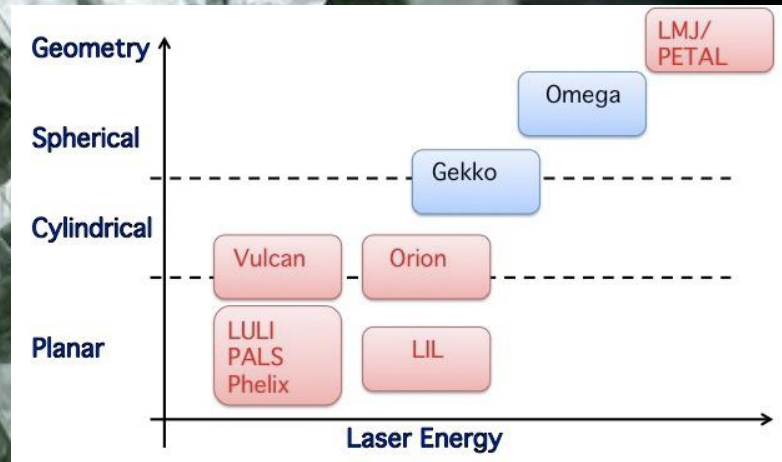 Geometry
LMJ/
PETAL
Omega
Spherical
Gekko
Cylindrical
Vulcan
Orion
LULI
PALS
Phelix
LIL
Planar
Laser Energy